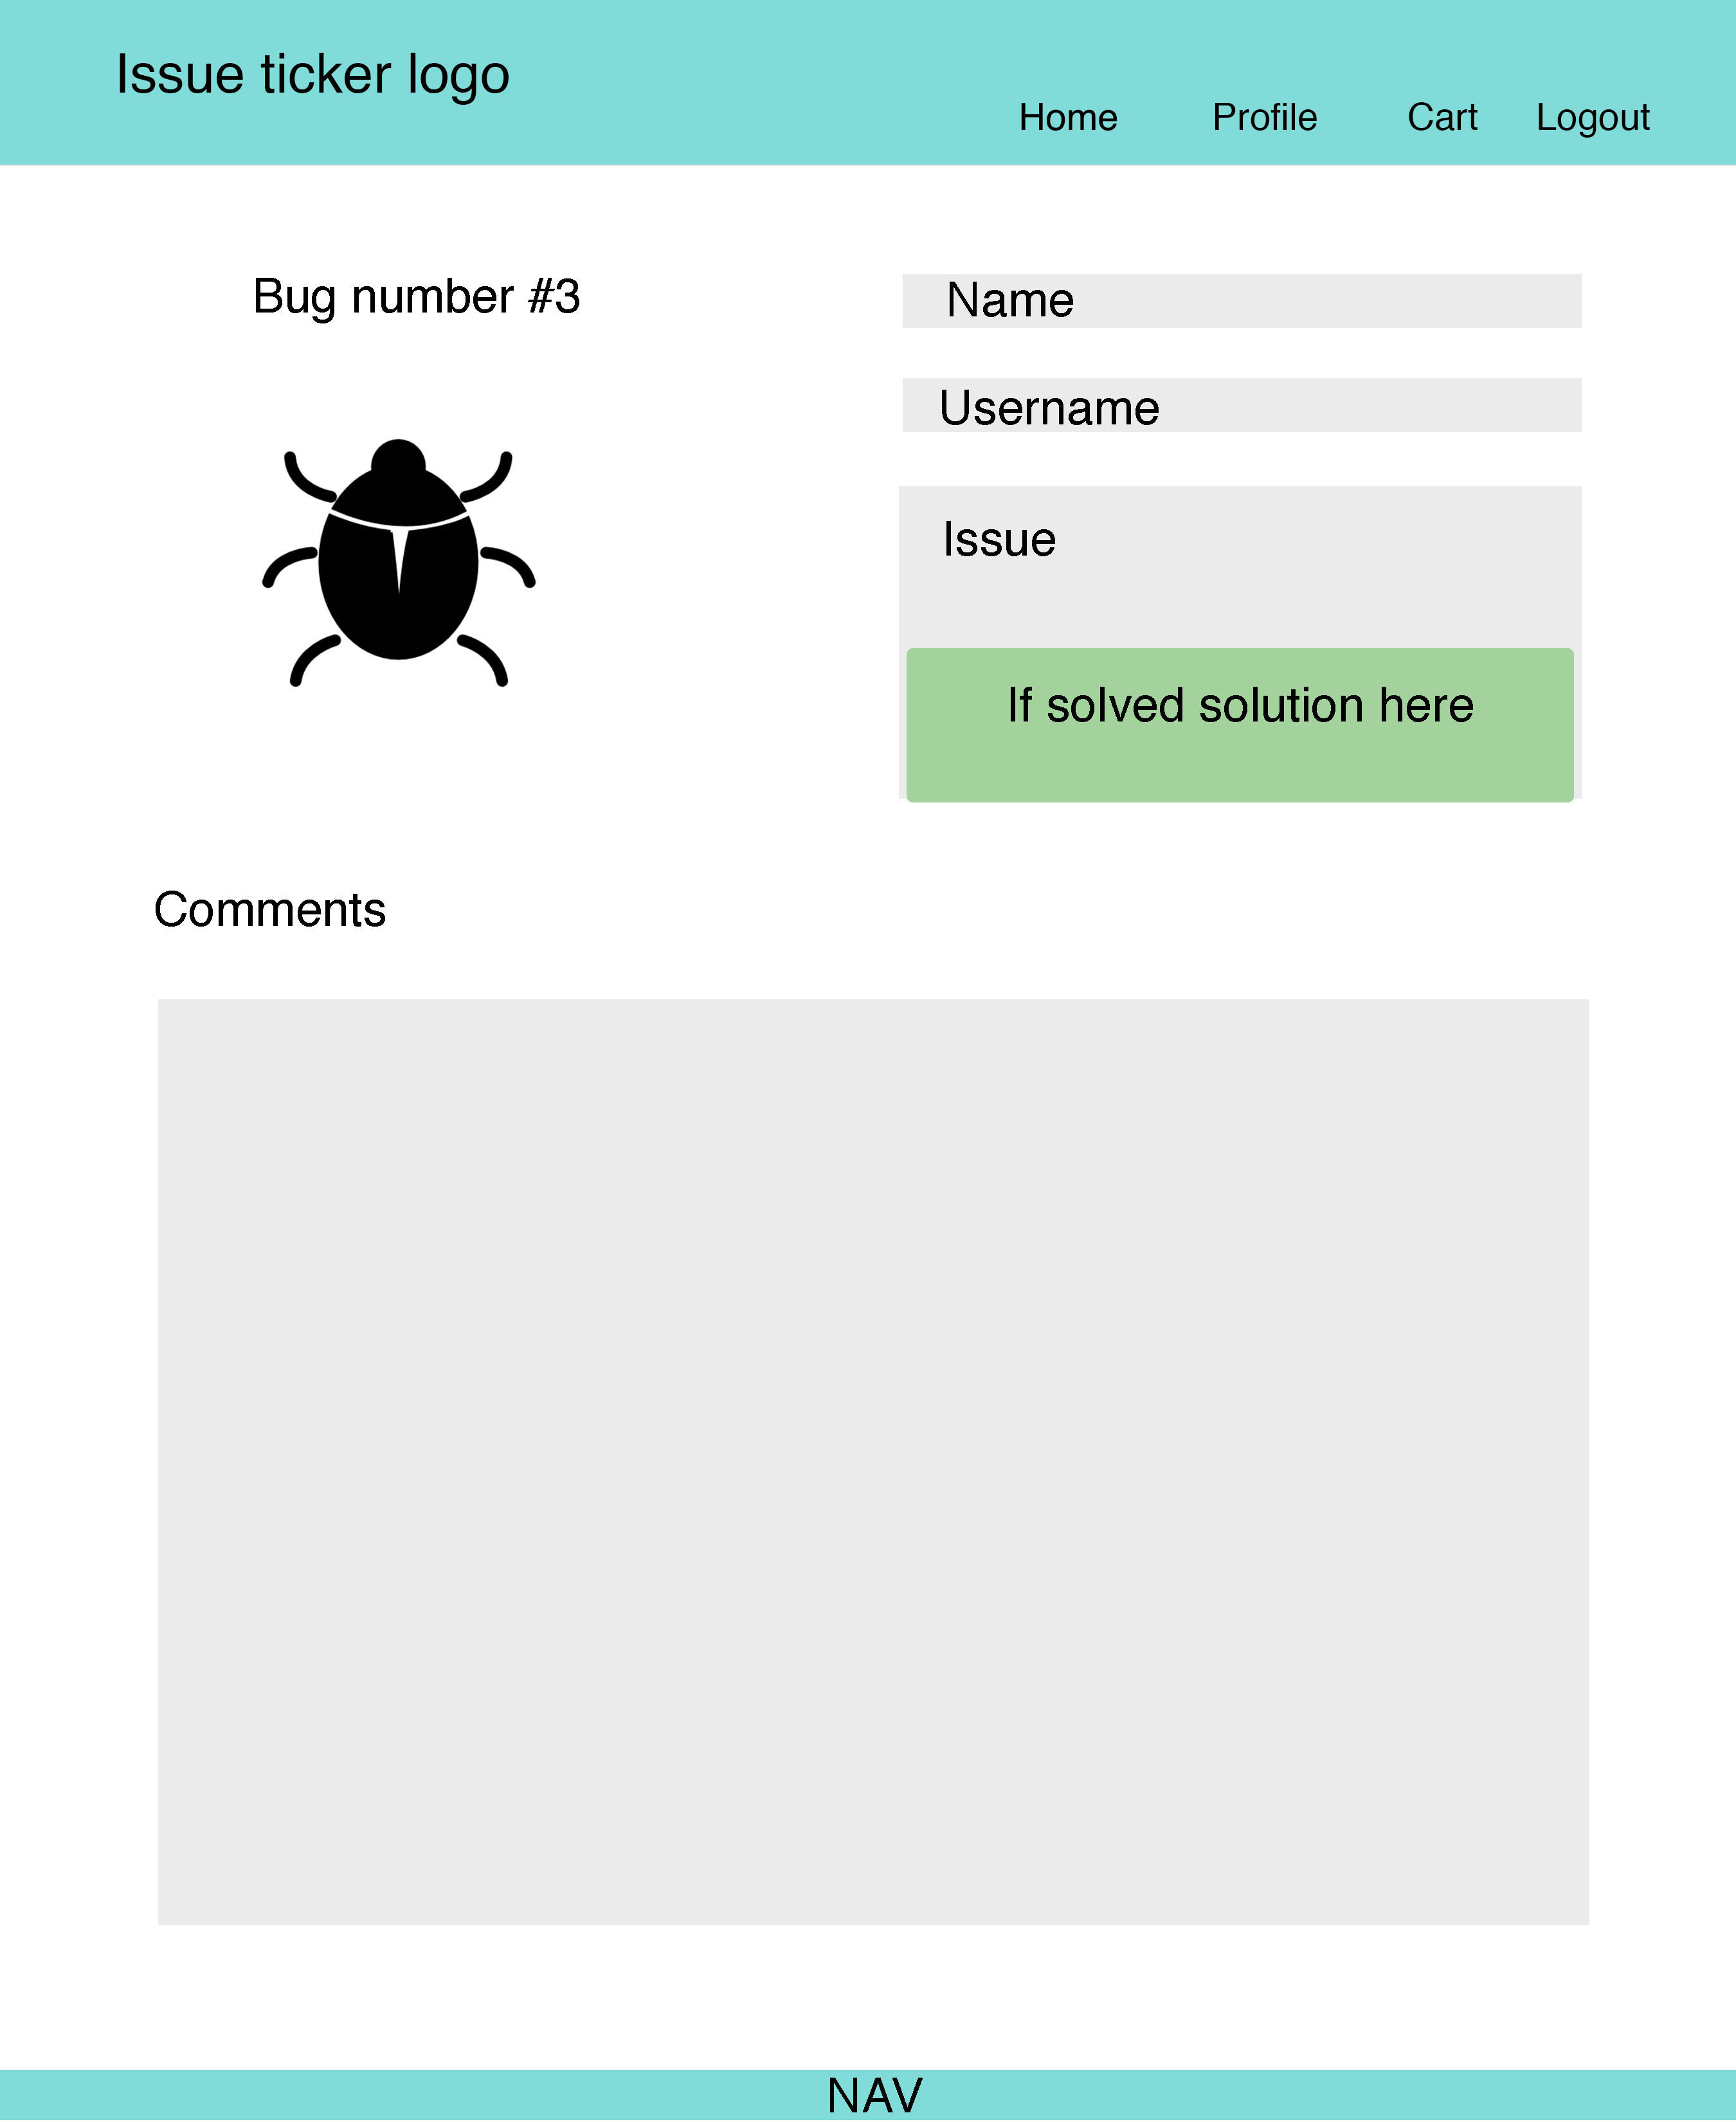 Issue ticker logo
Home Profile Cart Logout
Bug number #3
Name
Username
Issue
If solved solution here
Comments
NAV